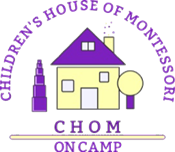 CHILDREN'S HOUSE OF MONTESSORI
CHOM
ON CAMP